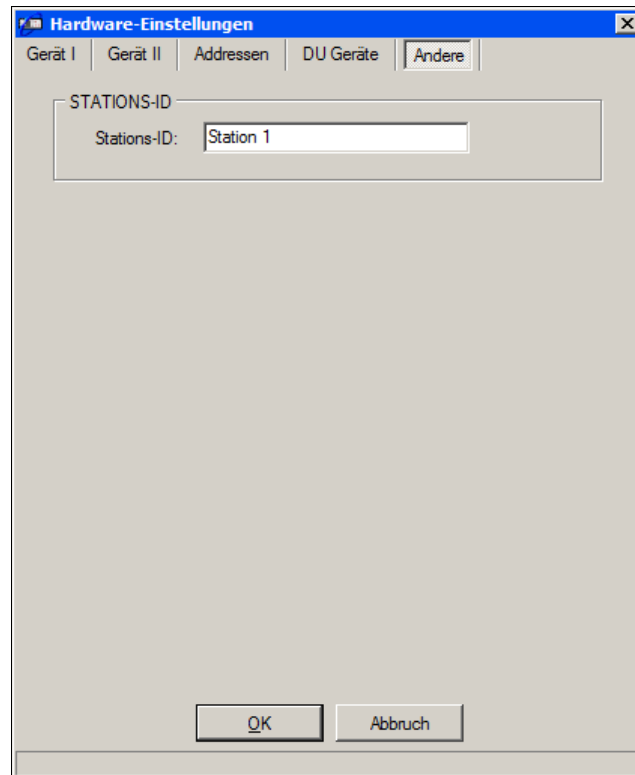 Hardware-Einstellungen
Gerät I Gerät II Addressen DU Geräte Andere
STATIONS-ID
Stations-ID: Station 1
OK Abbruch